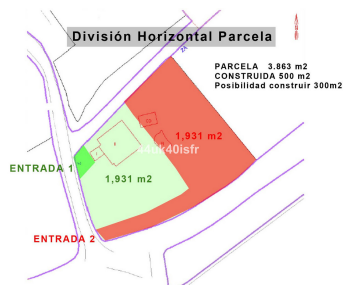 División Horizontal Parcela
PARCELA 3.863 m2
CONSTRUIDA 500 m2
Posibilidad construir 300m2
1,931 m2
ENTRADA 1
1,931 m2
ENTRADA 2